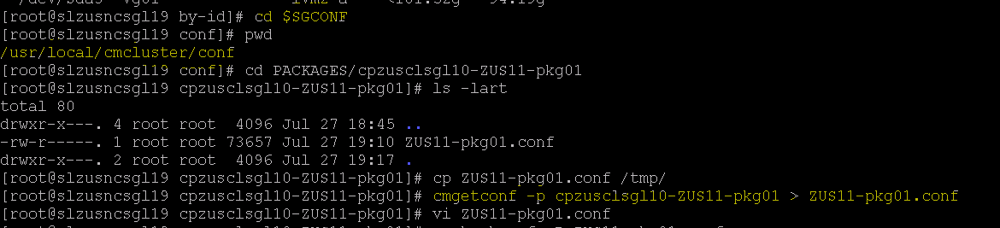 [root@slzusncsgl19 by-id]# cd $SGCONF
[root@slzusncsgl19 conf]# pwd
/usr/local/cmcluster/conf
[root@slzusncsgl19 conf]# cd PACKAGES/cpzusclsgl10-ZUS11-pkg01
[root@slzusncsgl19 cpzusclsgl10-ZUS11-pkg01]# ls -lart
total 80
drwxr-x---. 4 root root  4096 Jul 27 18:45 ..
-rw-r-----. 1 root root 73657 Jul 27 19:10 ZUS11-pkg01.conf
drwxr-x---. 2 root root  4096 Jul 27 19:17 .
[root@slzusncsgl19 cpzusclsgl10-ZUS11-pkg01]# cp ZUS11-pkg01.conf /tmp/
[root@slzusncsgl19 cpzusclsgl10-ZUS11-pkg01]# cmgetconf -p cpzusclsgl10-ZUS11-pkg01 > ZUS11-pkg01.conf
[root@slzusncsgl19 cpzusclsgl10-ZUS11-pkg01]# vi ZUS11-pkg01.conf